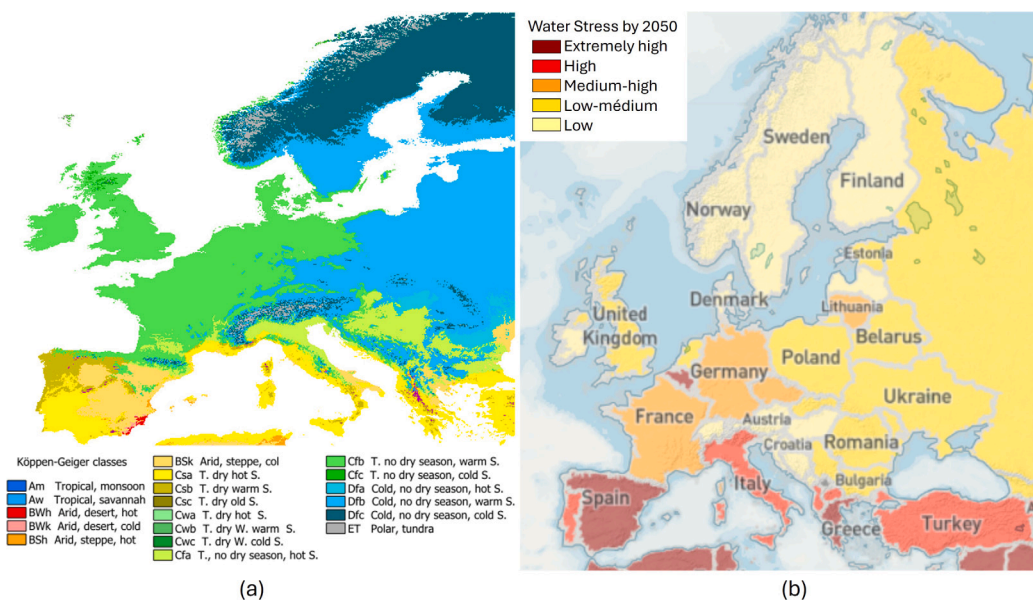 Köppen-Geiger classes
Am Tropical, monsoon
Aw Tropical, savannah
BWh Arid, desert, hot
BWk Arid, desert, cold
BSh Arid, steppe, hot
BSk Arid, steppe, col
Csa T. dry hot S.
Csb T. dry warm S.
Csc T. dry old S.
Cwa T. dry hot S.
Cwb T. dry W. warm S.
Cwc T. dry W. cold S.
Cfa T., no dry season, hot S.
Cfb T. no dry season, warm S.
Cfc T. no dry season, cold S.
Dfa Cold, no dry season, hot S.
Dfb Cold, no dry season, warm S.
Dfc Cold, no dry season, cold S.
ET Polar, tundra
(a)
Water Stress by 2050
Extremely high
High
Medium-high
Low-médium
Low
Sweden
Finland
Norway
Estonia
Denmark
Lithuania
United
Kingdom
Belarus
Poland
Germany
Ukraine
France
Austria
Croatia
Romania
Italy
Bulgaria
Spain
Greece
Turkey
A
(b)